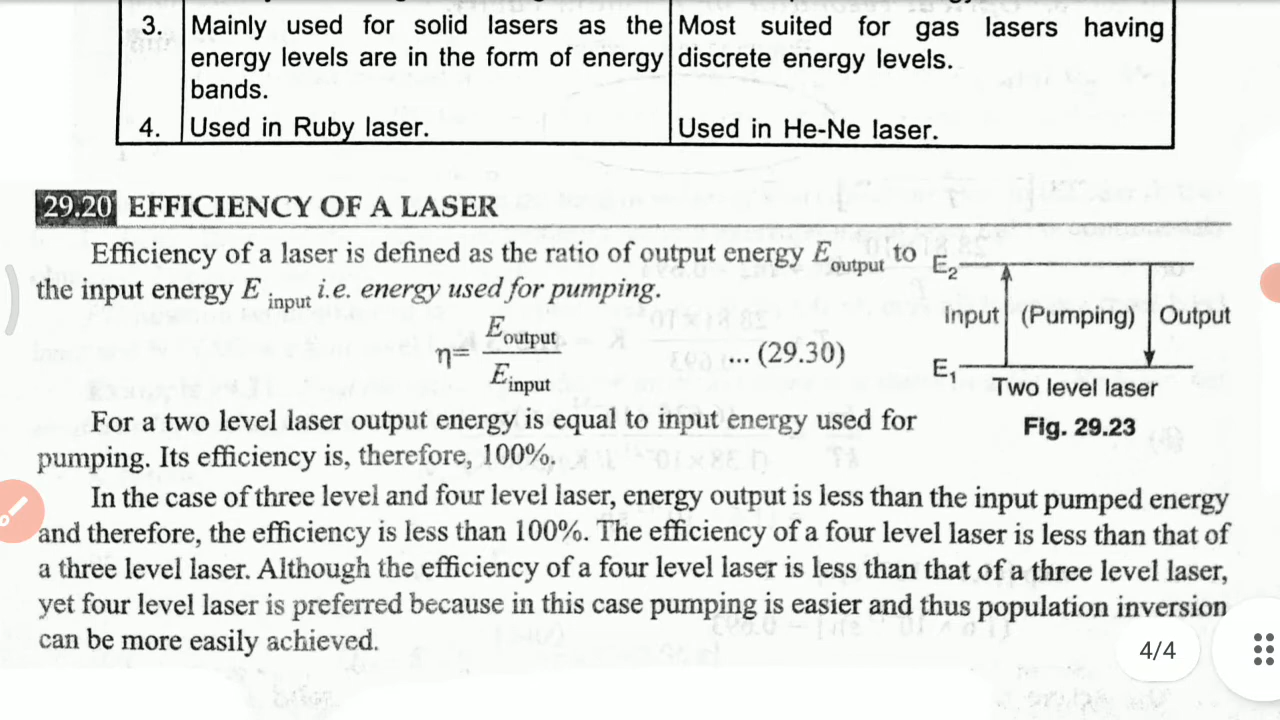 3. Mainly used for solid lasers as the Most suited for gas lasers having
energy levels are in the form of energy discrete energy levels.
bands.
4. Used in Ruby laser. Used in He-Ne laser.
29.20 EFFICIENCY OF A LASER
Efficiency of a laser is defined as the ratio of output energy E output to
the input energy E input i.e. energy used for pumping.
η = E output / E input ... (29.30)
E₂
Input (Pumping) Output
E₁
Two level laser
Fig. 29.23
For a two level laser output energy is equal to input energy used for
pumping. Its efficiency is, therefore, 100%.
In the case of three level and four level laser, energy output is less than the input pumped energy
and therefore, the efficiency is less than 100%. The efficiency of a four level laser is less than that of
a three level laser. Although the efficiency of a four level laser is less than that of a three level laser,
yet four level laser is preferred because in this case pumping is easier and thus population inversion
can be more easily achieved.
4/4